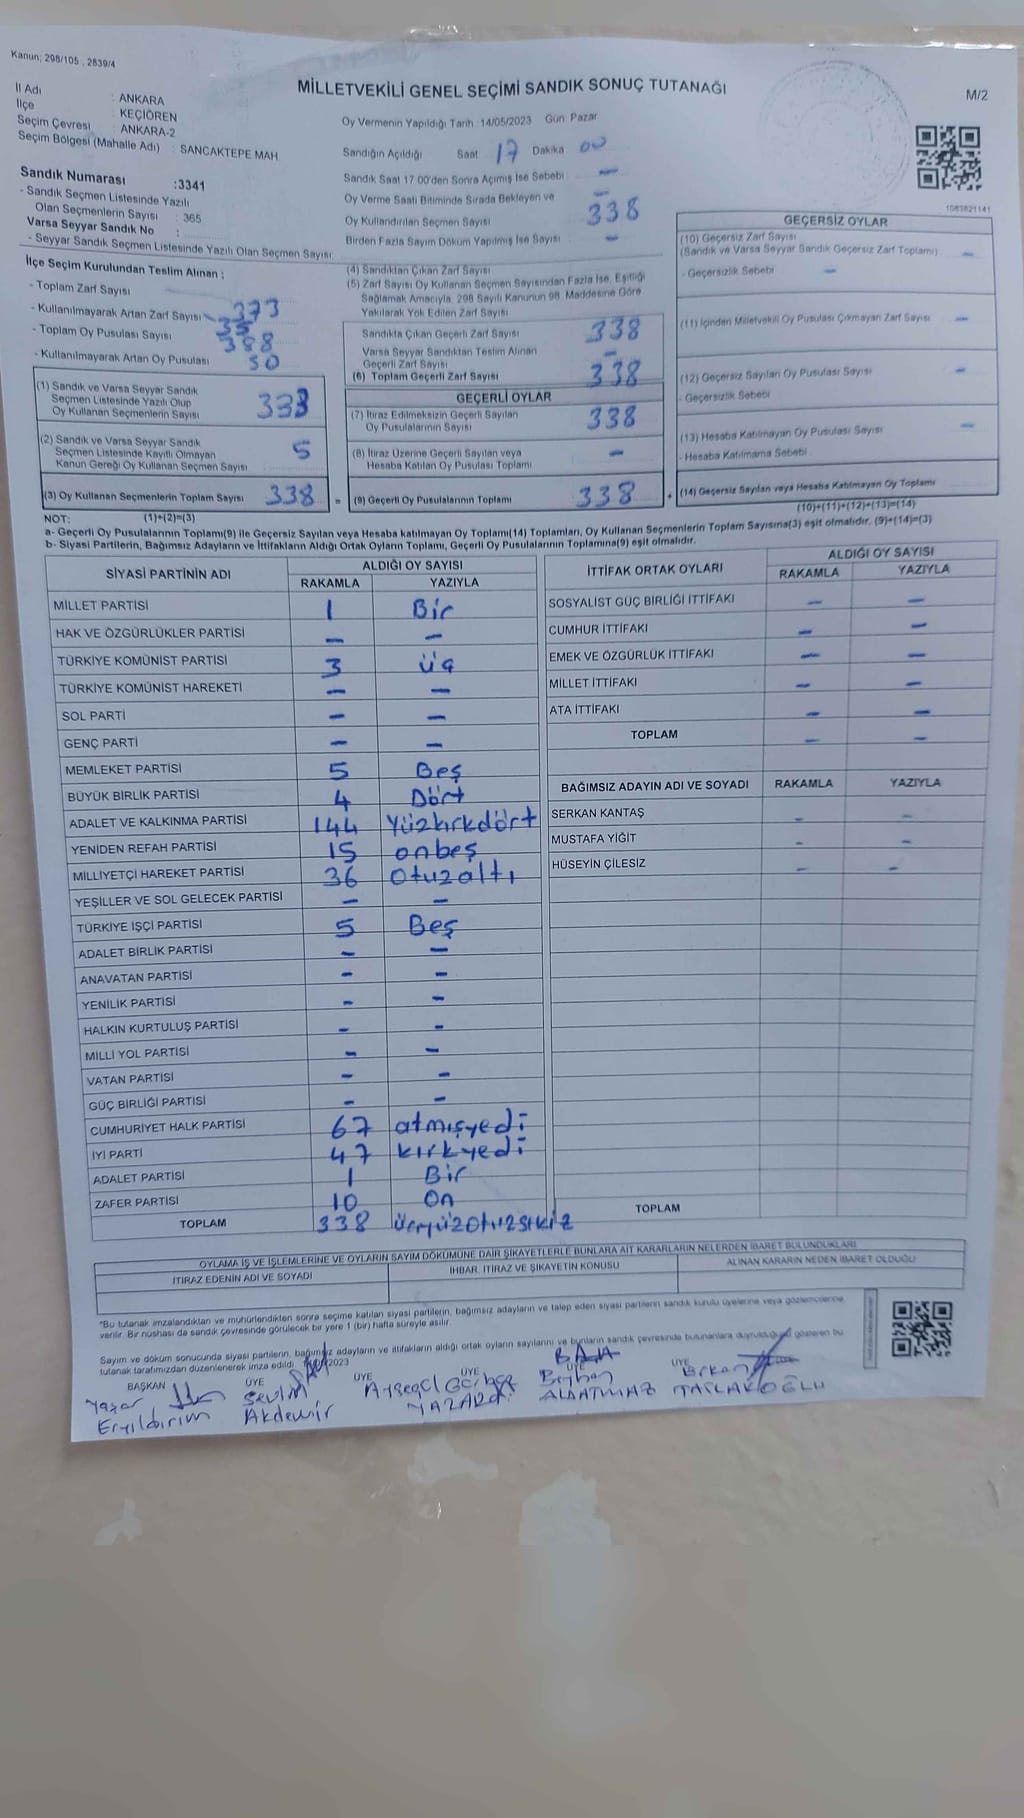 Kanun; 298/105 , 2839/4
MİLLETVEKİLİ GENEL SEÇİMİ SANDIK SONUÇ TUTANAĞI
M/2
İl Adı : ANKARA
İlçe : KEÇİÖREN
Seçim Çevresi : ANKARA-2
Seçim Bölgesi (Mahalle Adı) : SANCAKTEPE MAH.
Sandık Numarası :3341
- Sandık Seçmen Listesinde Yazılı
Olan Seçmenlerin Sayısı : 365
Varsa Seyyar Sandık No :
- Seyyar Sandık Seçmen Listesinde Yazılı Olan Seçmen Sayısı:
Oy Vermenin Yapıldığı Tarih :14/05/2023 Gün: Pazar
Sandığın Açıldığı Saat 17 Dakika 00
Sandık Saat 17.00'den Sonra Açımış İse Sebebi : -
Oy Verme Saati Bitiminde Sırada Bekleyen ve
Oy Kullandırılan Seçmen Sayısı : -
Birden Fazla Sayım Döküm Yapılmış İse Sayısı : -
1083821141
İlçe Seçim Kurulundan Teslim Alınan ;
- Toplam Zarf Sayısı 373
- Kullanılmayarak Artan Zarf Sayısı
- Toplam Oy Pusulası Sayısı 388
- Kullanılmayarak Artan Oy Pusulası 50
(1) Sandık ve Varsa Seyyar Sandık
Seçmen Listesinde Yazılı Olup
Oy Kullanan Seçmenlerin Sayısı 333
(2) Sandık ve Varsa Seyyar Sandık
Seçmen Listesinde Kayıtlı Olmayan
Kanun Gereği Oy Kullanan Seçmen Sayısı 5
(3) Oy Kullanan Seçmenlerin Toplam Sayısı 338 =
(4) Sandıktan Çıkan Zarf Sayısı 338
(5) Zarf Sayısı Oy Kullanan Seçmen Sayısından Fazla İse, Eşitliği
Sağlamak Amacıyla, 298 Sayılı Kanunun 98. Maddesine Göre
Yakılarak Yok Edilen Zarf Sayısı -
Sandıkta Çıkan Geçerli Zarf Sayısı 338
Varsa Seyyar Sandıktan Teslim Alınan
Geçerli Zarf Sayısı -
(6) Toplam Geçerli Zarf Sayısı 338
GEÇERLİ OYLAR
(7) İtiraz Edilmeksizin Geçerli Sayılan
Oy Pusulalarının Sayısı 338
(8) İtiraz Üzerine Geçerli Sayılan veya
Hesaba Katılan Oy Pusulası Toplamı -
(9) Geçerli Oy Pusulalarının Toplamı 338 +
GEÇERSİZ OYLAR
(10) Geçersiz Zarf Sayısı
(Sandık ve Varsa Seyyar Sandık Geçersiz Zarf Toplamı) -
- Geçersizlik Sebebi -
(11) İçinden Milletvekili Oy Pusulası Çıkmayan Zarf Sayısı -
(12) Geçersiz Sayılan Oy Pusulası Sayısı -
- Geçersizlik Sebebi
(13) Hesaba Katılmayan Oy Pusulası Sayısı -
- Hesaba Katılmama Sebebi
(14) Geçersiz Sayılan veya Hesaba Katılmayan Oy Toplamı
(10)+(11)+(12)+(13)=(14)
NOT: (1)+(2)=(3)
a- Geçerli Oy Pusulalarının Toplamı(9) ile Geçersiz Sayılan veya Hesaba katılmayan Oy Toplamı(14) Toplamları, Oy Kullanan Seçmenlerin Toplam Sayısına(3) eşit olmalıdır. (9)+(14)=(3)
b- Siyasi Partilerin, Bağımsız Adayların ve İttifakların Aldığı Ortak Oyların Toplamı, Geçerli Oy Pusulalarının Toplamına(9) eşit olmalıdır.
SİYASİ PARTİNİN ADI ALDIĞI OY SAYISI
RAKAMLA YAZIYLA
MİLLET PARTİSİ 1 Bir
HAK VE ÖZGÜRLÜKLER PARTİSİ - -
TÜRKİYE KOMÜNİST PARTİSİ 3 üç
TÜRKİYE KOMÜNİST HAREKETİ - -
SOL PARTİ - -
GENÇ PARTİ - -
MEMLEKET PARTİSİ 5 Beş
BÜYÜK BİRLİK PARTİSİ 4 Dört
ADALET VE KALKINMA PARTİSİ 144 Yüzkırkdört
YENİDEN REFAH PARTİSİ 15 onbeş
MİLLİYETÇİ HAREKET PARTİSİ 36 Otuzaltı
YEŞİLLER VE SOL GELECEK PARTİSİ - -
TÜRKİYE İŞÇİ PARTİSİ 5 Beş
ADALET BİRLİK PARTİSİ - -
ANAVATAN PARTİSİ - -
YENİLİK PARTİSİ - -
HALKIN KURTULUŞ PARTİSİ - -
MİLLİ YOL PARTİSİ - -
VATAN PARTİSİ - -
GÜÇ BİRLİĞİ PARTİSİ - -
CUMHURİYET HALK PARTİSİ 67 atmışyedi
İYİ PARTİ 47 kırkyedi
ADALET PARTİSİ 1 Bir
ZAFER PARTİSİ 10 On
TOPLAM 338 üçyüzotuzsekiz
İTTİFAK ORTAK OYLARI ALDIĞI OY SAYISI
RAKAMLA YAZIYLA
SOSYALİST GÜÇ BİRLİĞİ İTTİFAKI - -
CUMHUR İTTİFAKI - -
EMEK VE ÖZGÜRLÜK İTTİFAKI - -
MİLLET İTTİFAKI - -
ATA İTTİFAKI - -
TOPLAM - -
BAĞIMSIZ ADAYIN ADI VE SOYADI RAKAMLA YAZIYLA
SERKAN KANTAŞ - -
MUSTAFA YİĞİT - -
HÜSEYİN ÇİLESİZ - -
TOPLAM
OYLAMA İŞ VE İŞLEMLERİNE VE OYLARIN SAYIM DÖKÜMÜNE DAİR ŞİKAYETLERLE BUNLARA AİT KARARLARIN NELERDEN İBARET BULUNDUKLARI
İTİRAZ EDENİN ADI VE SOYADI İHBAR, İTİRAZ VE ŞİKAYETİN KONUSU ALINAN KARARIN NEDEN İBARET OLDUĞU
*Bu tutanak imzalandıktan ve mühürlendikten sonra seçime katılan siyasi partilerin, bağımsız adayların ve talep eden siyasi partilerin sandık kurulu üyelerine veya gözlemcilerine
verilir. Bir nüshası da sandık çevresinde görülecek bir yere 1 (bir) hafta süreyle asılır.
Sayım ve döküm sonucunda siyasi partilerin, bağımsız adayların ve ittifakların aldığı ortak oyların sayılarını ve bunların sandık çevresinde bulunanlara duyrulduğunu gösteren bu
tutanak tarafımızdan düzenlenerek imza edildi. 2023
BAŞKAN ÜYE ÜYE ÜYE ÜYE
Yaşar Eryıldırım
Sevim Akdemir
Beyhan
Erkan